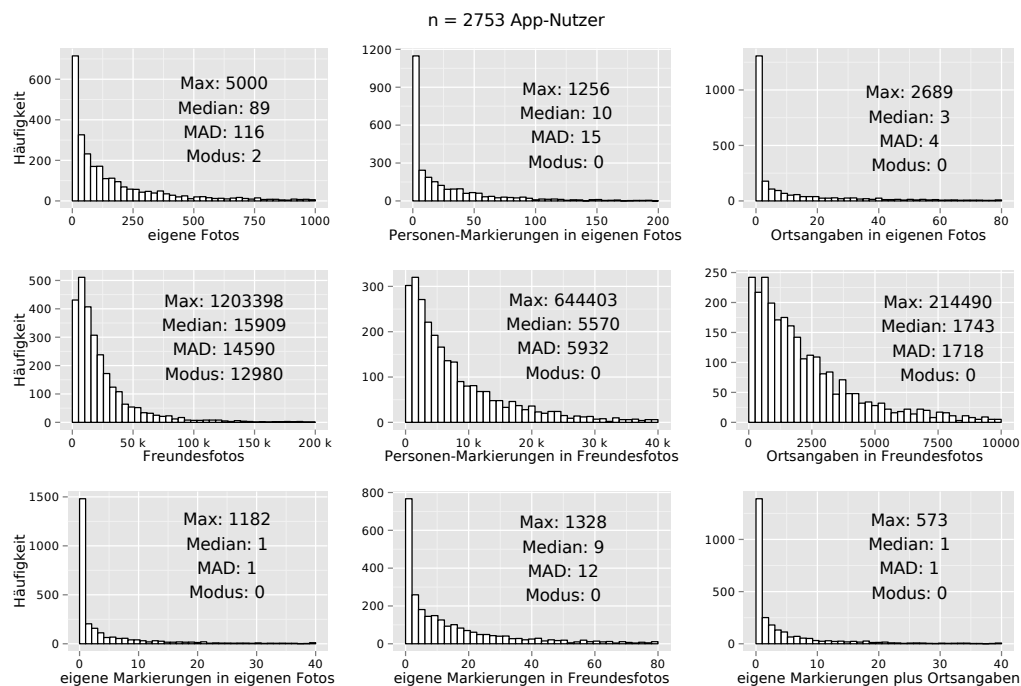 n = 2753 App-Nutzer
Häufigkeit
600
400
200
0
Max: 5000
Median: 89
MAD: 116
Modus: 2
0 250 500 750 1000
eigene Fotos
1200
900
600
300
0
Max: 1256
Median: 10
MAD: 15
Modus: 0
0 50 100 150 200
Personen-Markierungen in eigenen Fotos
1000
500
0
Max: 2689
Median: 3
MAD: 4
Modus: 0
0 20 40 60 80
Ortsangaben in eigenen Fotos
Häufigkeit
500
400
300
200
100
0
Max: 1203398
Median: 15909
MAD: 14590
Modus: 12980
0 50 k 100 k 150 k 200 k
Freundesfotos
300
200
100
0
Max: 644403
Median: 5570
MAD: 5932
Modus: 0
0 10 k 20 k 30 k 40 k
Personen-Markierungen in Freundesfotos
250
200
150
100
50
0
Max: 214490
Median: 1743
MAD: 1718
Modus: 0
0 2500 5000 7500 10000
Ortsangaben in Freundesfotos
Häufigkeit
1500
1000
500
0
Max: 1182
Median: 1
MAD: 1
Modus: 0
0 10 20 30 40
eigene Markierungen in eigenen Fotos
800
600
400
200
0
Max: 1328
Median: 9
MAD: 12
Modus: 0
0 20 40 60 80
eigene Markierungen in Freundesfotos
1000
500
0
Max: 573
Median: 1
MAD: 1
Modus: 0
0 10 20 30 40
eigene Markierungen plus Ortsangaben